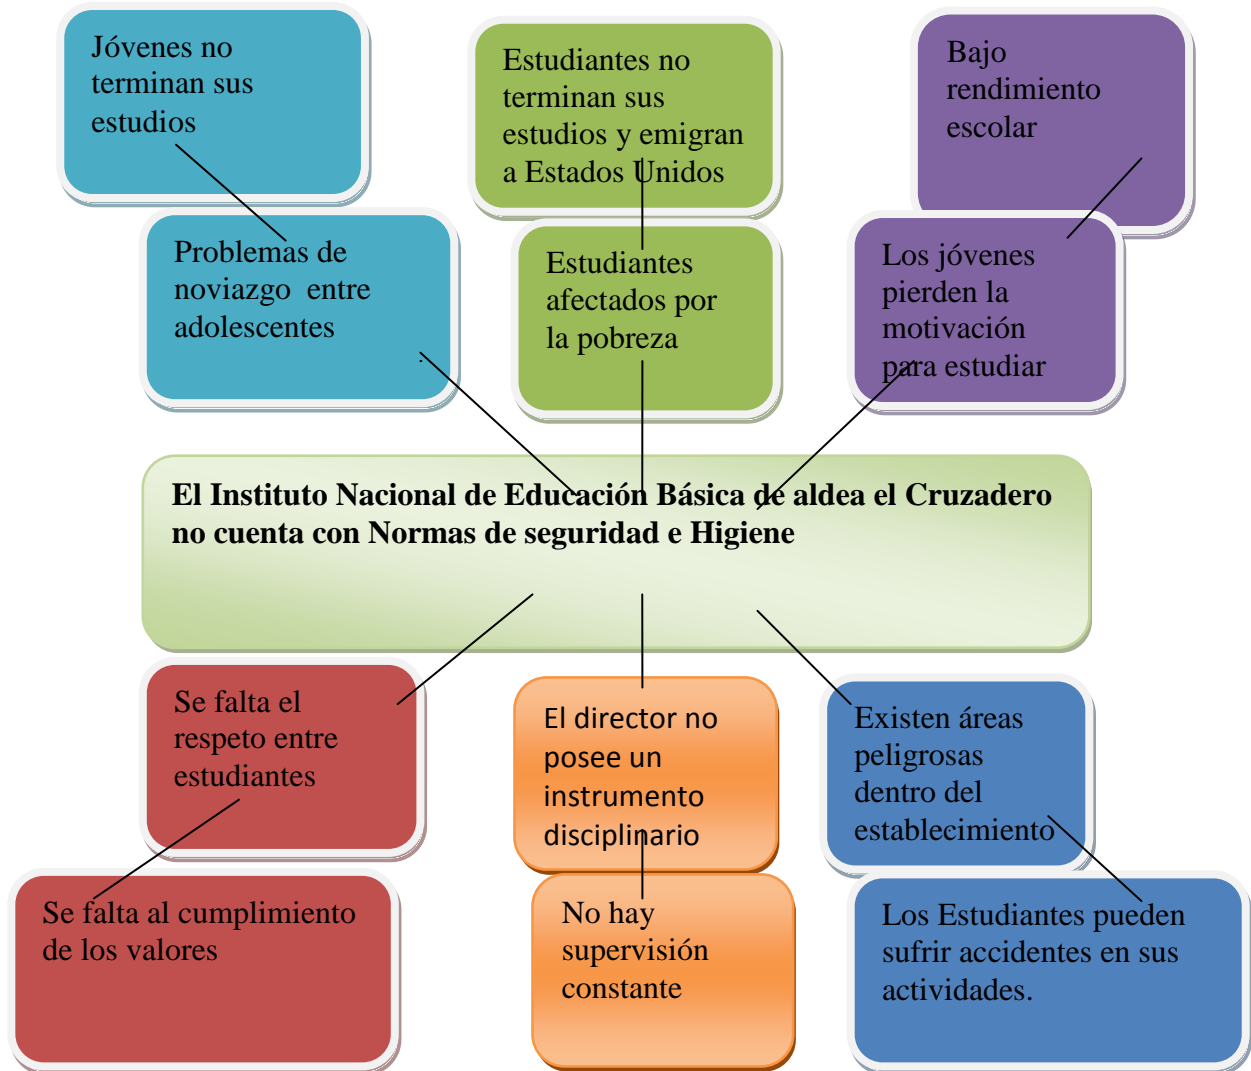 Jóvenes no
terminan sus
estudios
Estudiantes no
terminan sus
estudios y emigran
a Estados Unidos
Bajo
rendimiento
escolar
Problemas de
noviazgo entre
adolescentes
.
Estudiantes
afectados por
la pobreza
Los jóvenes
pierden la
motivación
para estudiar
El Instituto Nacional de Educación Básica de aldea el Cruzadero
no cuenta con Normas de seguridad e Higiene
Se falta el
respeto entre
estudiantes
El director no
posee un
instrumento
disciplinario
Existen áreas
peligrosas
dentro del
establecimiento
Se falta al cumplimiento
de los valores
No hay
supervisión
constante
Los Estudiantes pueden
sufrir accidentes en sus
actividades.